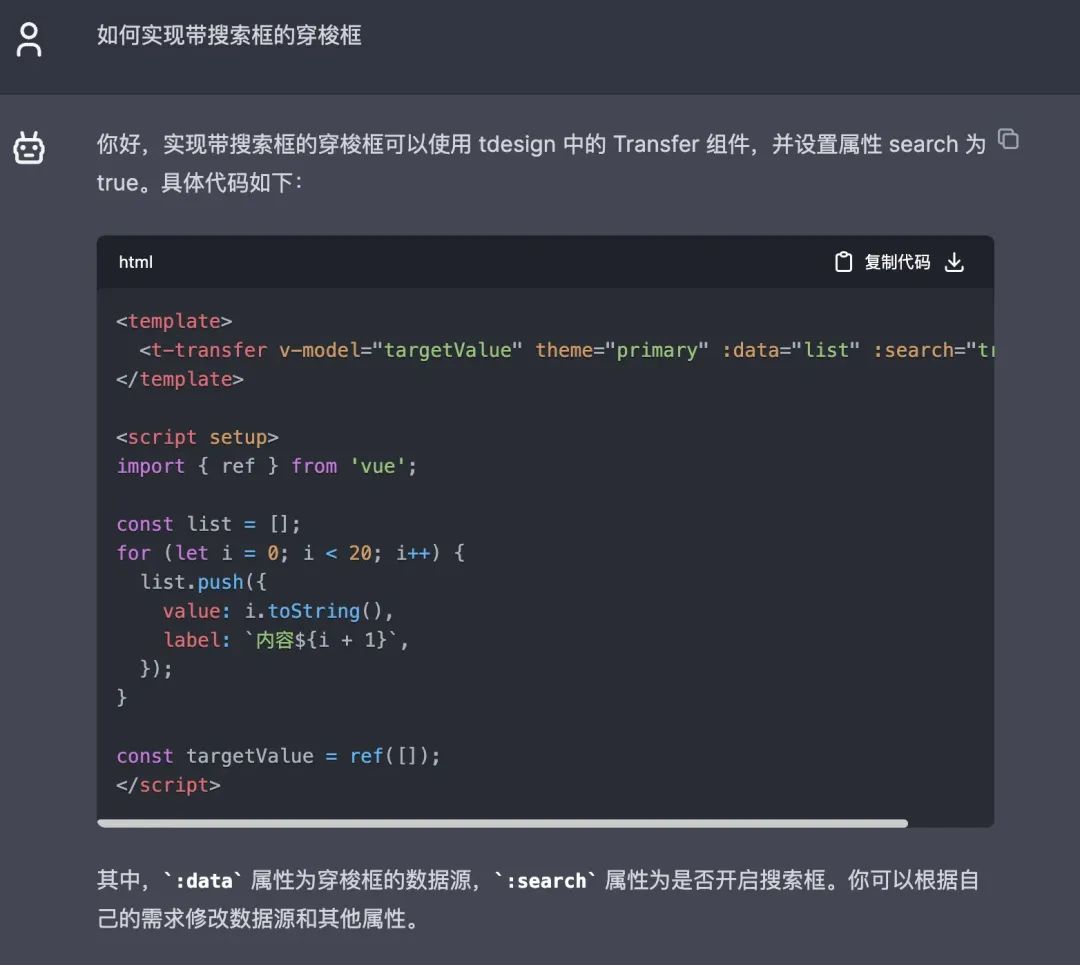 如何实现带搜索框的穿梭框
你好，实现带搜索框的穿梭框可以使用 tdesign 中的 Transfer 组件，并设置属性 search 为
true。具体代码如下：
html 复制代码
<template>
  <t-transfer v-model="targetValue" theme="primary" :data="list" :search="tr
</template>

<script setup>
import { ref } from 'vue';

const list = [];
for (let i = 0; i < 20; i++) {
  list.push({
    value: i.toString(),
    label: `内容${i + 1}`,
  });
}

const targetValue = ref([]);
</script>
其中，`:data` 属性为穿梭框的数据源，`:search` 属性为是否开启搜索框。你可以根据自
己的需求修改数据源和其他属性。